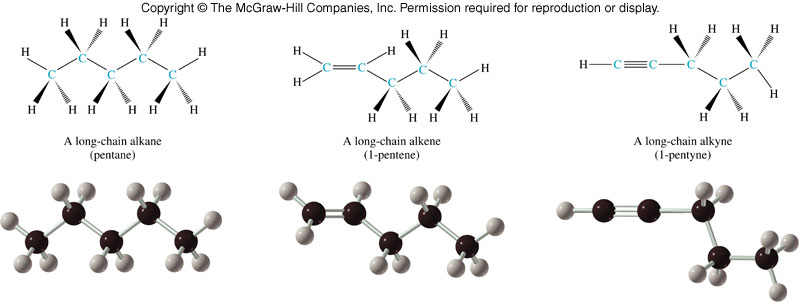 Copyright © The McGraw-Hill Companies, Inc. Permission required for reproduction or display.
H H H H
H C C H
C C C
H H H H H H
A long-chain alkane
(pentane)
H H
H H
C C C H
H C
H H H H
A long-chain alkene
(1-pentene)
H H H H
H C C C C
C H
H H
A long-chain alkyne
(1-pentyne)